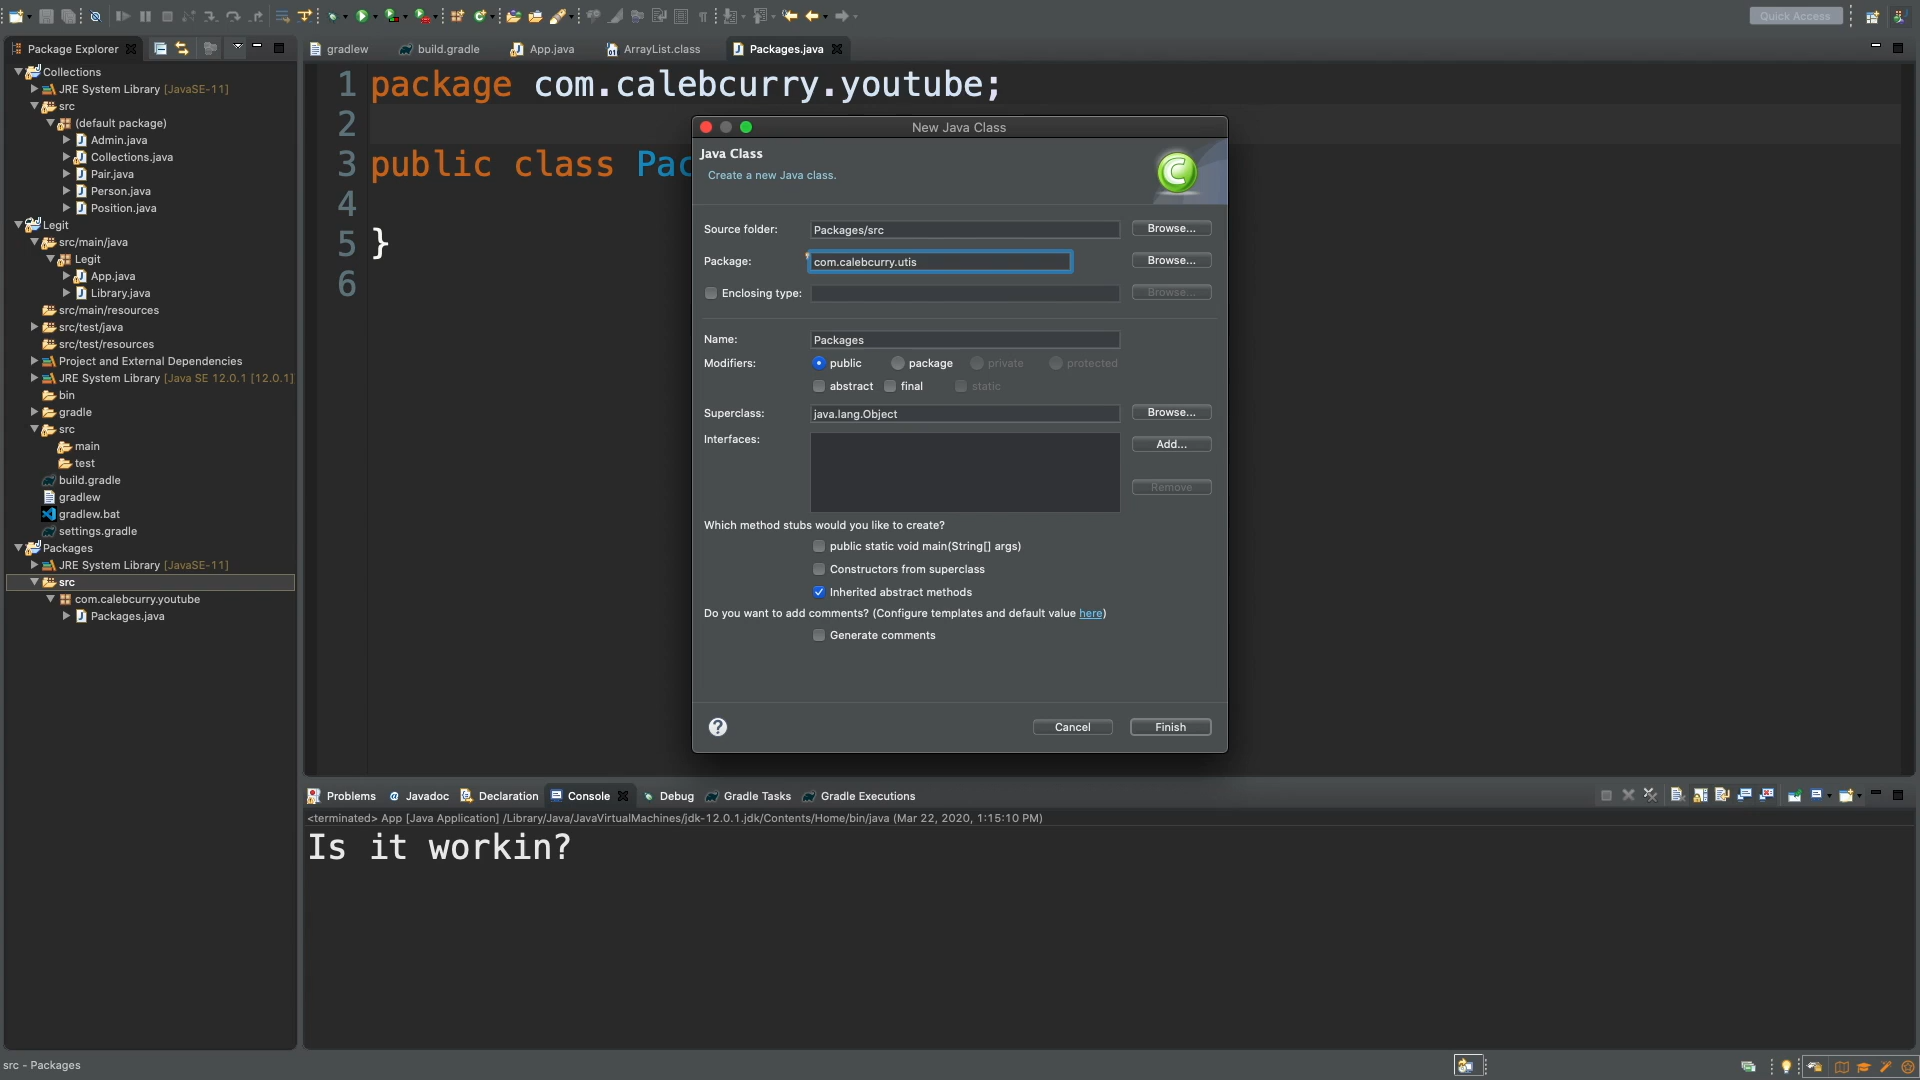 Quick Access
Package Explorer
gradlew
build.gradle
App.java
ArrayList.class
Packages.java
Collections
JRE System Library [JavaSE-11]
src
(default package)
Admin.java
Collections.java
Pair.java
Person.java
Position.java
Legit
src/main/java
Legit
App.java
Library.java
src/main/resources
src/test/java
src/test/resources
Project and External Dependencies
JRE System Library [Java SE 12.0.1 [12.0.1]
bin
gradle
src
main
test
build.gradle
gradlew
gradlew.bat
settings.gradle
Packages
JRE System Library [JavaSE-11]
src
com.calebcurry.youtube
Packages.java
1 package com.calebcurry.youtube;
2
3 public class Pac
4
5 }
6
New Java Class
Java Class
Create a new Java class.
Source folder: Packages/src Browse...
Package: com.calebcurry.utis Browse...
Enclosing type: Browse...
Name: Packages
Modifiers: public package private protected
abstract final static
Superclass: java.lang.Object Browse...
Interfaces: Add...
Remove
Which method stubs would you like to create?
public static void main(String[] args)
Constructors from superclass
Inherited abstract methods
Do you want to add comments? (Configure templates and default value here)
Generate comments
? Cancel Finish
Problems @ Javadoc Declaration Console Debug Gradle Tasks Gradle Executions
<terminated> App [Java Application] /Library/Java/JavaVirtualMachines/jdk-12.0.1.jdk/Contents/Home/bin/java (Mar 22, 2020, 1:15:10 PM)
Is it workin?
src - Packages